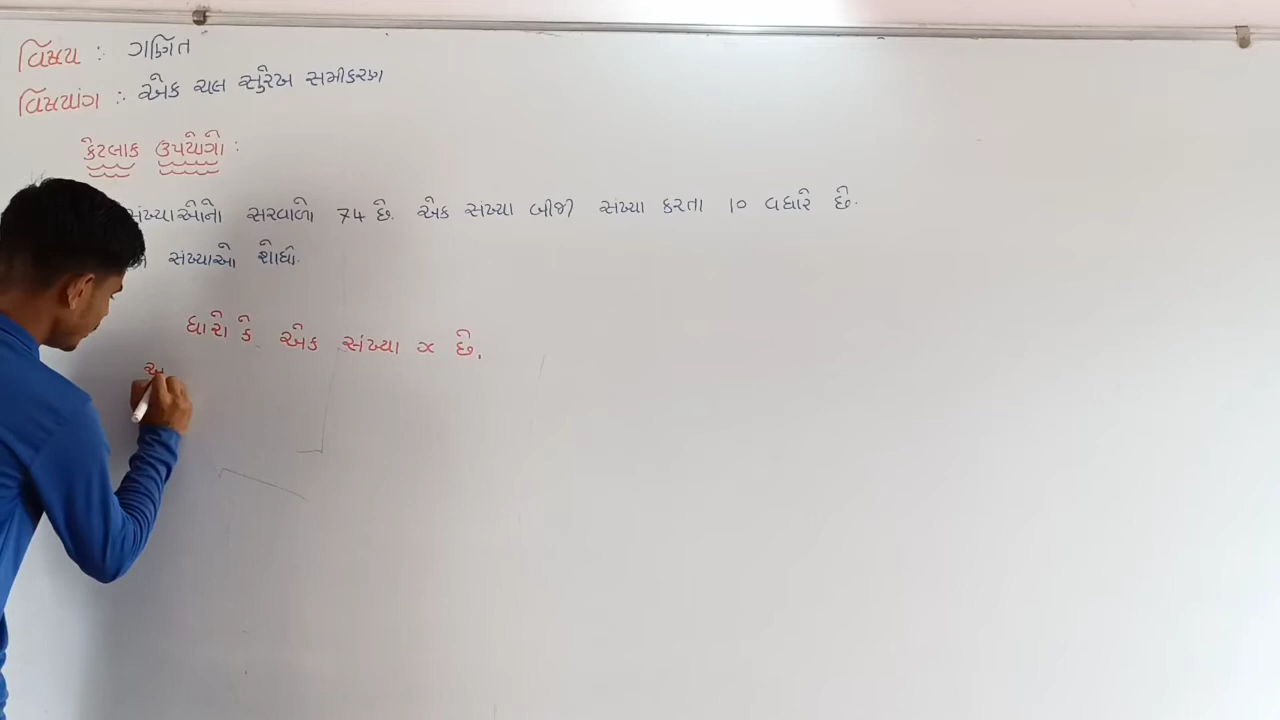 વિષય : ગણિત
વિષયાંગ : એક ચલ સુરેખ સમીકરણ
કેટલાક ઉપયોગો :
સંખ્યાઓનો સરવાળો 74 છે. એક સંખ્યા બીજી સંખ્યા કરતા 10 વધારે છે.
સંખ્યાઓ શોધો.
ધારો કે એક સંખ્યા x છે.
અ